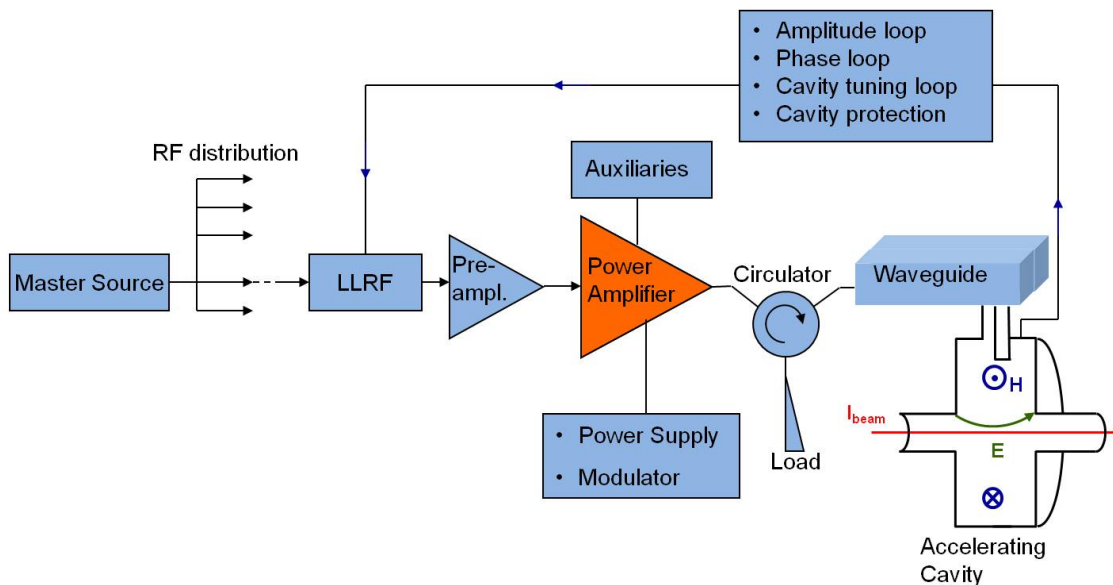 • Amplitude loop
• Phase loop
• Cavity tuning loop
• Cavity protection
RF distribution
Auxiliaries
Master Source
LLRF
Pre-
ampl.
Power
Amplifier
Circulator
Waveguide
H
I beam
E
• Power Supply
• Modulator
Load
Accelerating
Cavity